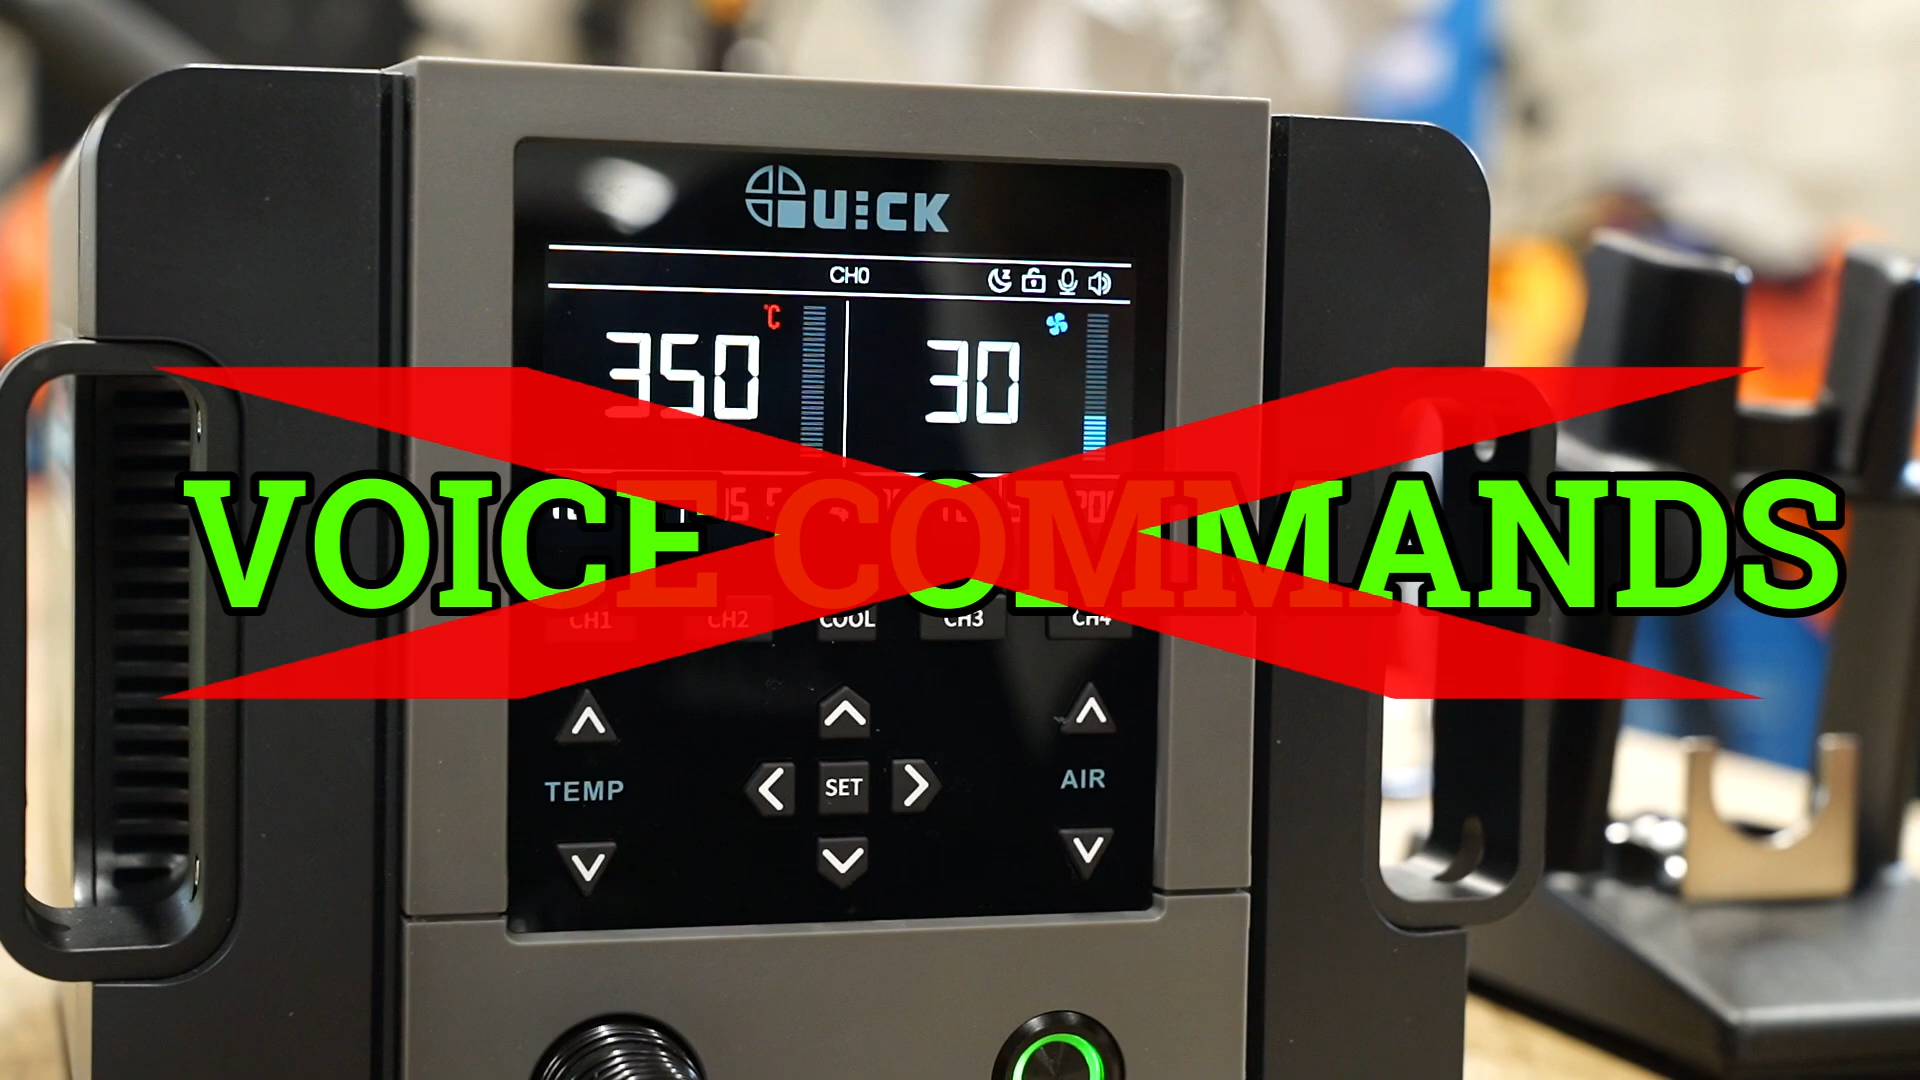 QUICK
CH0
350 °C 30
VOICE COMMANDS
CH1 CH2 COOL CH3 CH4
TEMP SET AIR